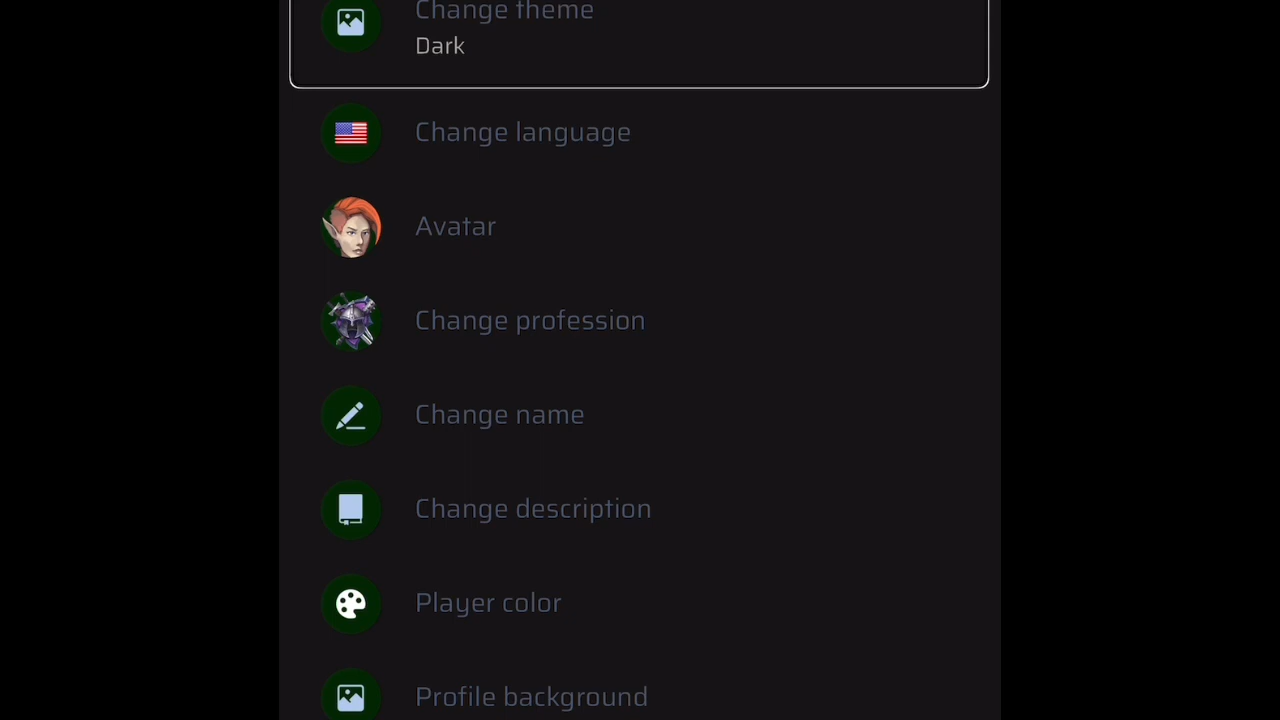 Change theme
Dark
Change language
Avatar
Change profession
Change name
Change description
Player color
Profile background